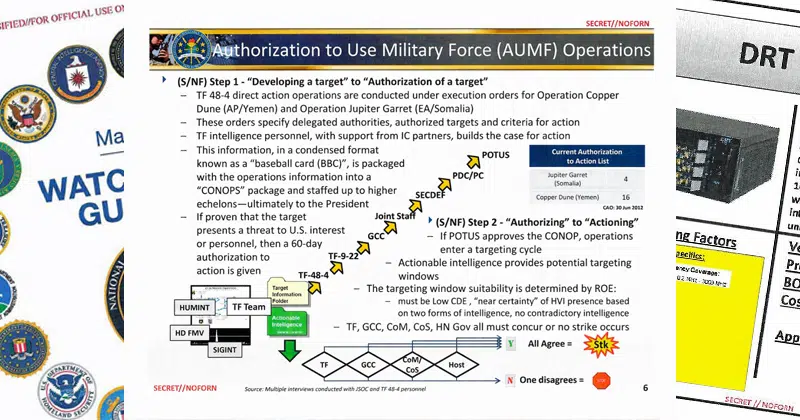 SIFIED//FOR OFFICIAL USE ON
Ma
WATC
GU
SECRET//NOFORN
Authorization to Use Military Force (AUMF) Operations
(S/NF) Step 1 - “Developing a target” to “Authorization of a target”
– TF 48-4 direct action operations are conducted under execution orders for Operation Copper
Dune (AP/Yemen) and Operation Jupiter Garret (EA/Somalia)
– These orders specify delegated authorities, authorized targets and criteria for action
– TF intelligence personnel, with support from IC partners, builds the case for action
– This information, in a condensed format
known as a “baseball card (BBC)”, is packaged
with the operations information into a
“CONOPS” package and staffed up to higher
echelons—ultimately to the President
– If proven that the target
presents a threat to U.S. interest
or personnel, then a 60-day
authorization to
action is given
POTUS
PDC/PC
SECDEF
Joint Staff
GCC
TF-9-22
TF-48-4
Current Authorization
to Action List
Jupiter Garret
(Somalia)
4
Copper Dune (Yemen)
16
CAO: 30 Jun 2012
(S/NF) Step 2 - “Authorizing” to “Actioning”
– If POTUS approves the CONOP, operations
enter a targeting cycle
– Actionable intelligence provides potential targeting
windows
– The targeting window suitability is determined by ROE:
– must be Low CDE , “near certainty” of HVI presence based
on two forms of intelligence, no contradictory intelligence
– TF, GCC, CoM, CoS, HN Gov all must concur or no strike occurs
Target
Information
Folder
Actionable
Intelligence
HUMINT
TF Team
HD FMV
SIGINT
TF
GCC
CoM/
CoS
Host
Y
All Agree =
Stk
N
One disagrees =
SECRET//NOFORN
Source: Multiple interviews conducted with JSOC and TF 48-4 personnel
6
DRT
ing Factors
ecifics:
ency Coverage:
Ve
Pr
BO
Cos
App
SECRET // NOFORN